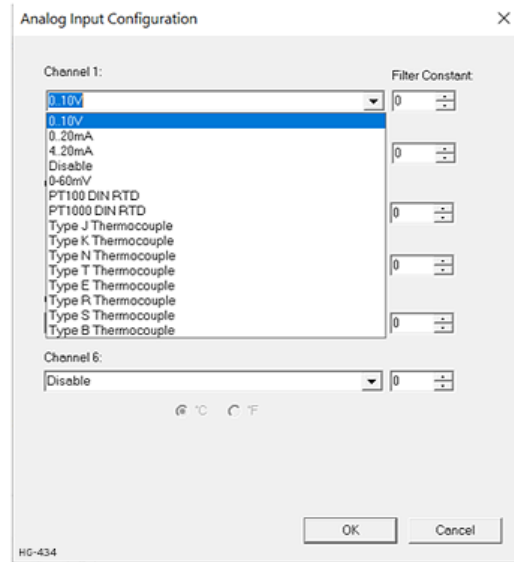 Analog Input Configuration
Channel 1:
Filter Constant:
0..10V
0
0..10V
0..20mA
4..20mA
0
Disable
0-60mV
PT100 DIN RTD
PT1000 DIN RTD
0
Type J Thermocouple
Type K Thermocouple
Type N Thermocouple
Type T Thermocouple
0
Type E Thermocouple
Type R Thermocouple
Type S Thermocouple
0
Type B Thermocouple
Channel 6:
Disable
0
°C °F
OK Cancel
HG-434